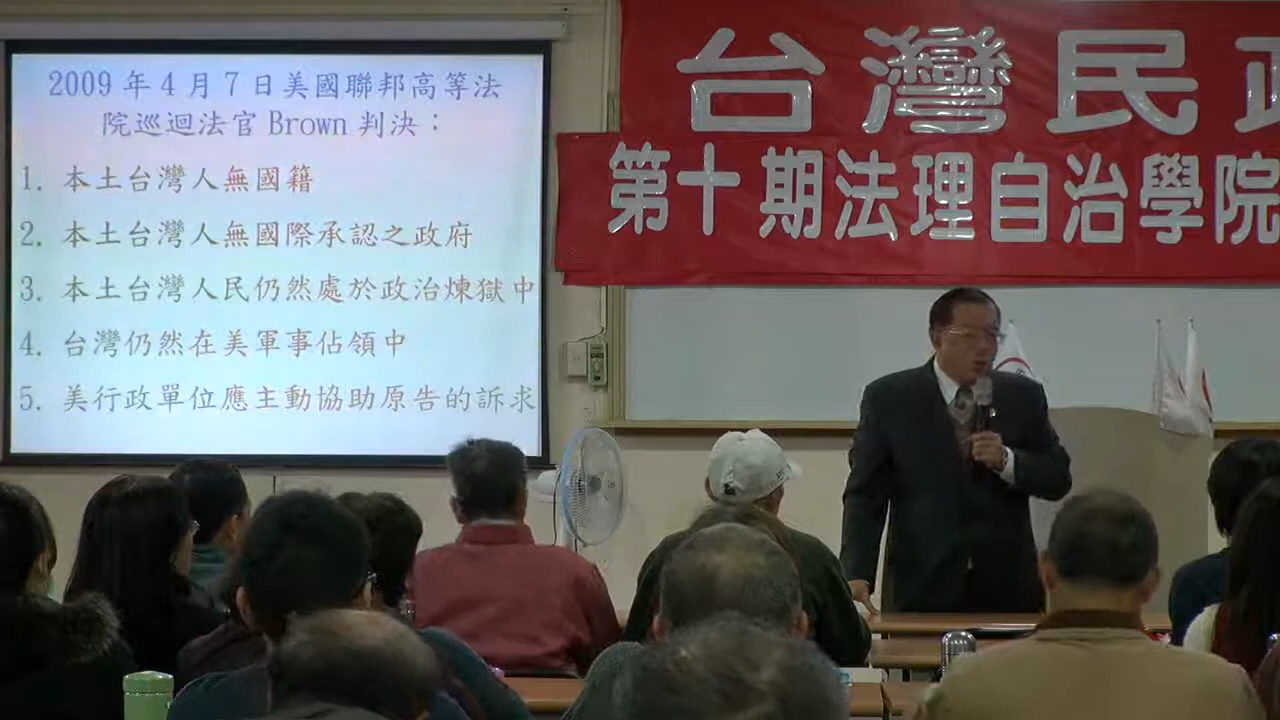 2009 年 4 月 7 日美國聯邦高等法
院巡迴法官 Brown 判決：
1. 本土台灣人無國籍
2. 本土台灣人無國際承認之政府
3. 本土台灣人民仍然處於政治煉獄中
4. 台灣仍然在美軍事佔領中
5. 美行政單位應主動協助原告的訴求
台灣民政
第十期法理自治學院